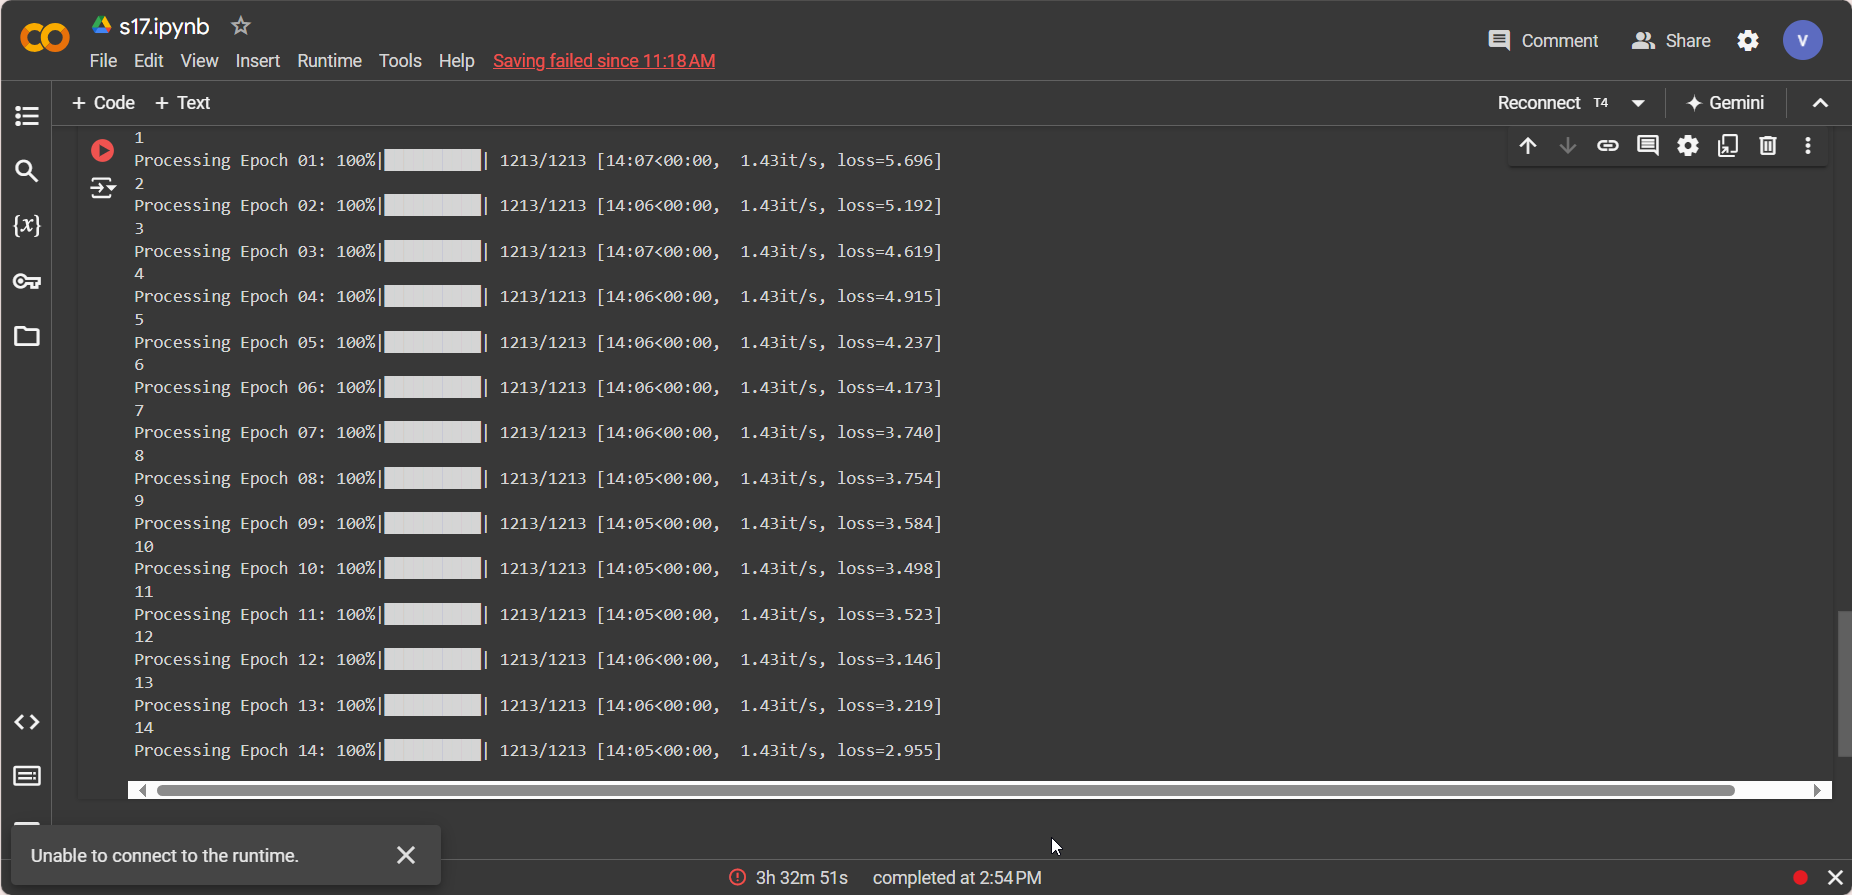 s17.ipynb
File Edit View Insert Runtime Tools Help Saving failed since 11:18 AM
Comment Share V
+ Code + Text
Reconnect T4 Gemini
{x}
1
Processing Epoch 01: 100%|██████████| 1213/1213 [14:07<00:00,  1.43it/s, loss=5.696]
2
Processing Epoch 02: 100%|██████████| 1213/1213 [14:06<00:00,  1.43it/s, loss=5.192]
3
Processing Epoch 03: 100%|██████████| 1213/1213 [14:07<00:00,  1.43it/s, loss=4.619]
4
Processing Epoch 04: 100%|██████████| 1213/1213 [14:06<00:00,  1.43it/s, loss=4.915]
5
Processing Epoch 05: 100%|██████████| 1213/1213 [14:06<00:00,  1.43it/s, loss=4.237]
6
Processing Epoch 06: 100%|██████████| 1213/1213 [14:06<00:00,  1.43it/s, loss=4.173]
7
Processing Epoch 07: 100%|██████████| 1213/1213 [14:06<00:00,  1.43it/s, loss=3.740]
8
Processing Epoch 08: 100%|██████████| 1213/1213 [14:05<00:00,  1.43it/s, loss=3.754]
9
Processing Epoch 09: 100%|██████████| 1213/1213 [14:05<00:00,  1.43it/s, loss=3.584]
10
Processing Epoch 10: 100%|██████████| 1213/1213 [14:05<00:00,  1.43it/s, loss=3.498]
11
Processing Epoch 11: 100%|██████████| 1213/1213 [14:05<00:00,  1.43it/s, loss=3.523]
12
Processing Epoch 12: 100%|██████████| 1213/1213 [14:06<00:00,  1.43it/s, loss=3.146]
13
Processing Epoch 13: 100%|██████████| 1213/1213 [14:06<00:00,  1.43it/s, loss=3.219]
14
Processing Epoch 14: 100%|██████████| 1213/1213 [14:05<00:00,  1.43it/s, loss=2.955]
Unable to connect to the runtime.
3h 32m 51s completed at 2:54 PM